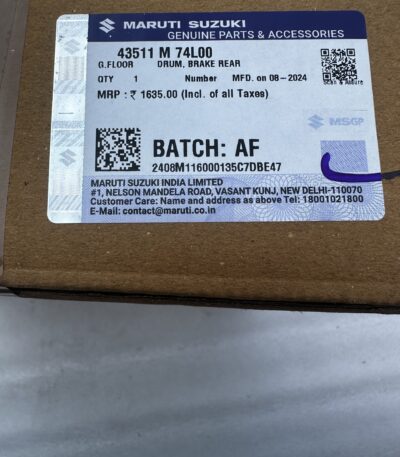 MARUTI SUZUKI
GENUINE PARTS & ACCESSORIES
43511 M 74L00
G.FLOOR DRUM, BRAKE REAR
QTY 1 Number MFD. on 08-2024
MRP : ₹ 1635.00 (Incl. of all Taxes)
Scan & Assure
MSGP
BATCH: AF
2408M116000135C7DBE47
MARUTI SUZUKI INDIA LIMITED
#1, NELSON MANDELA ROAD, VASANT KUNJ, NEW DELHI-110070
Customer Care: Name and address as above Tel: 18001021800
E-Mail: contact@maruti.co.in